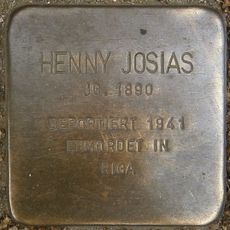 HENNY JOSIAS
JG. 1890
DEPORTIERT 1941
ERMORDET IN
RIGA